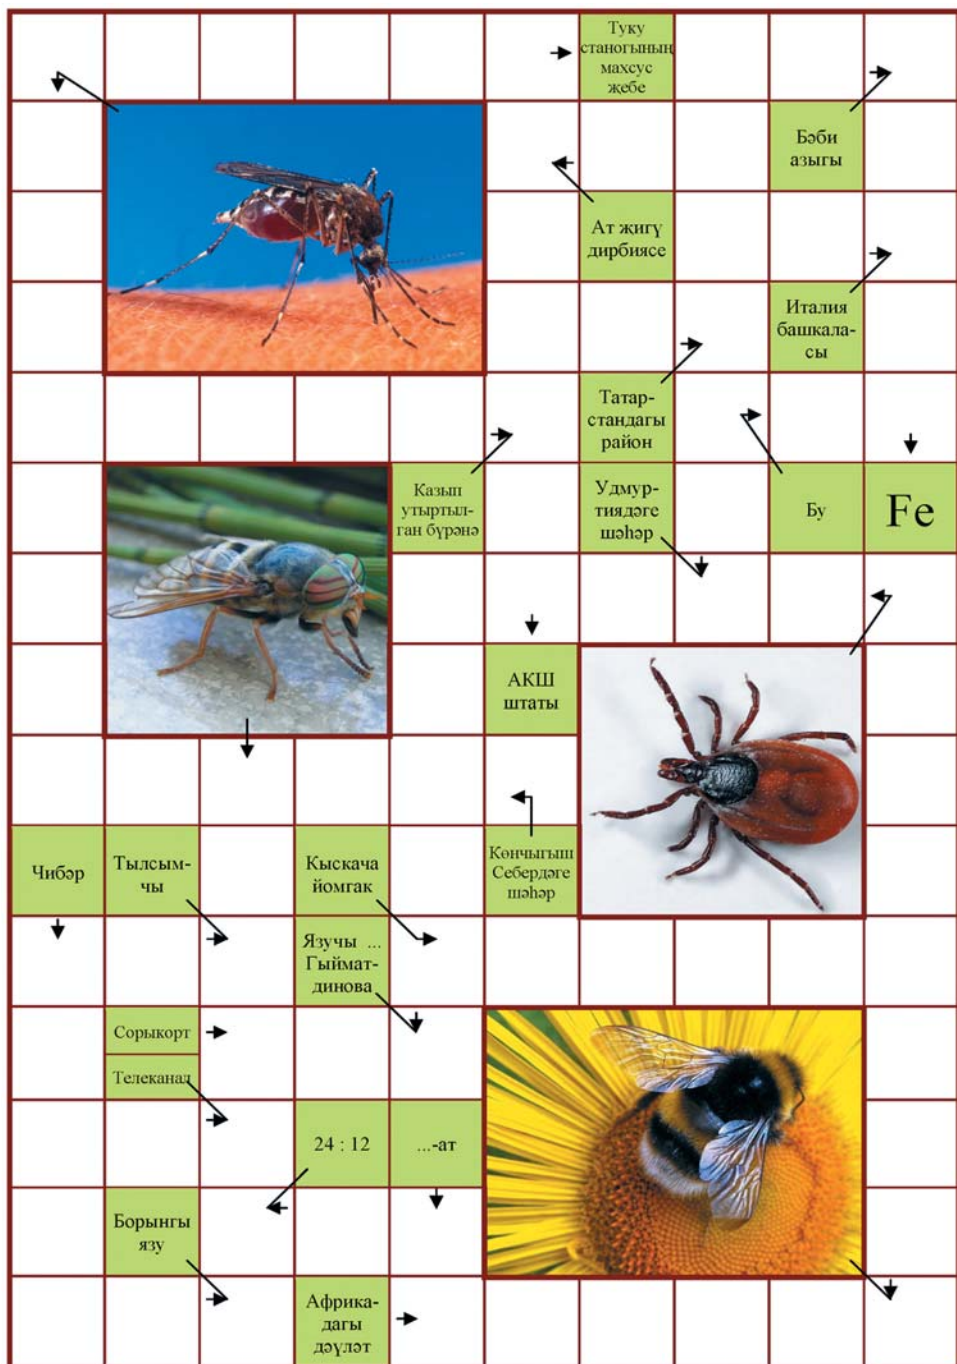 Туку
станогының
махсус
җебе
Бәби
азыгы
Ат җигү
дирбиясе
Италия
башкала-
сы
Татар-
стандагы
район
Казып
утыртыл-
ган бүрәнә
Удмур-
тиядәге
шәһәр
Бу
Fe
АКШ
штаты
Чибәр
Тылсым-
чы
Кыскача
йомгак
Көнчыгыш
Себердәге
шәһәр
Язучы ...
Гыймат-
динова
Сорыкорт
Телеканал
24 : 12
...-ат
Борынгы
язу
Африка-
дагы
дәүләт